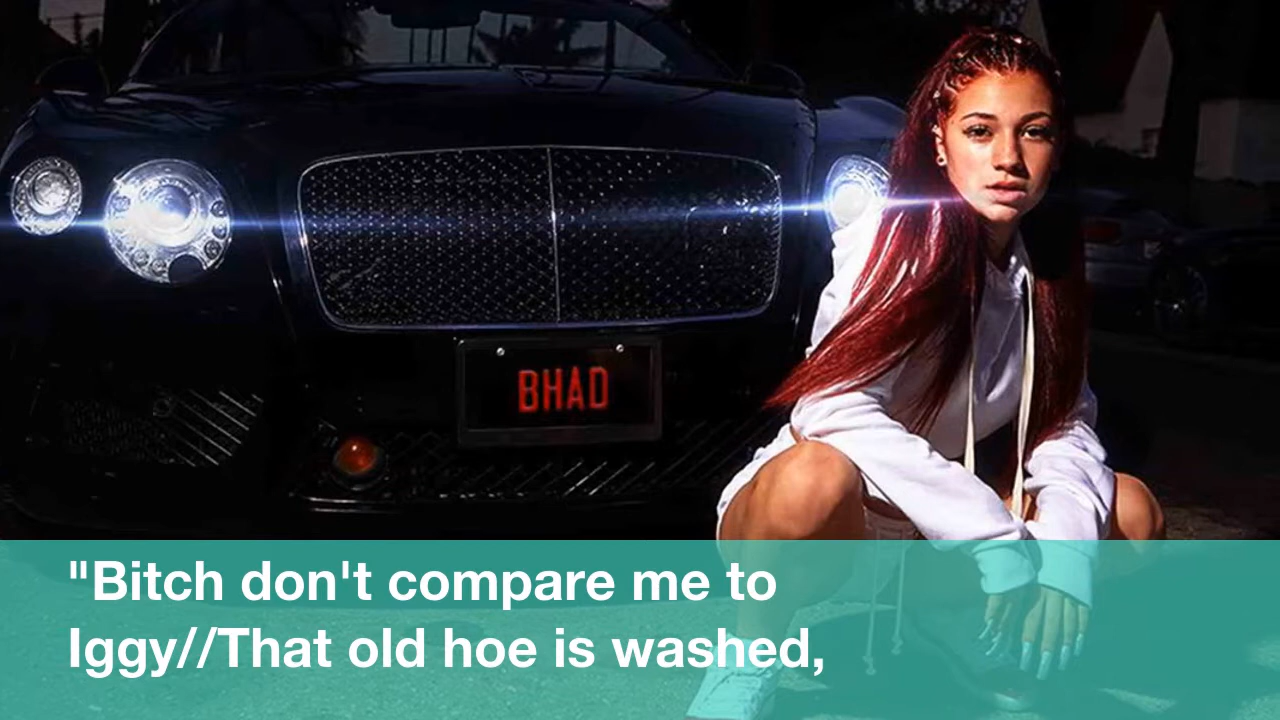 BHAD
"Bitch don't compare me to
Iggy//That old hoe is washed,